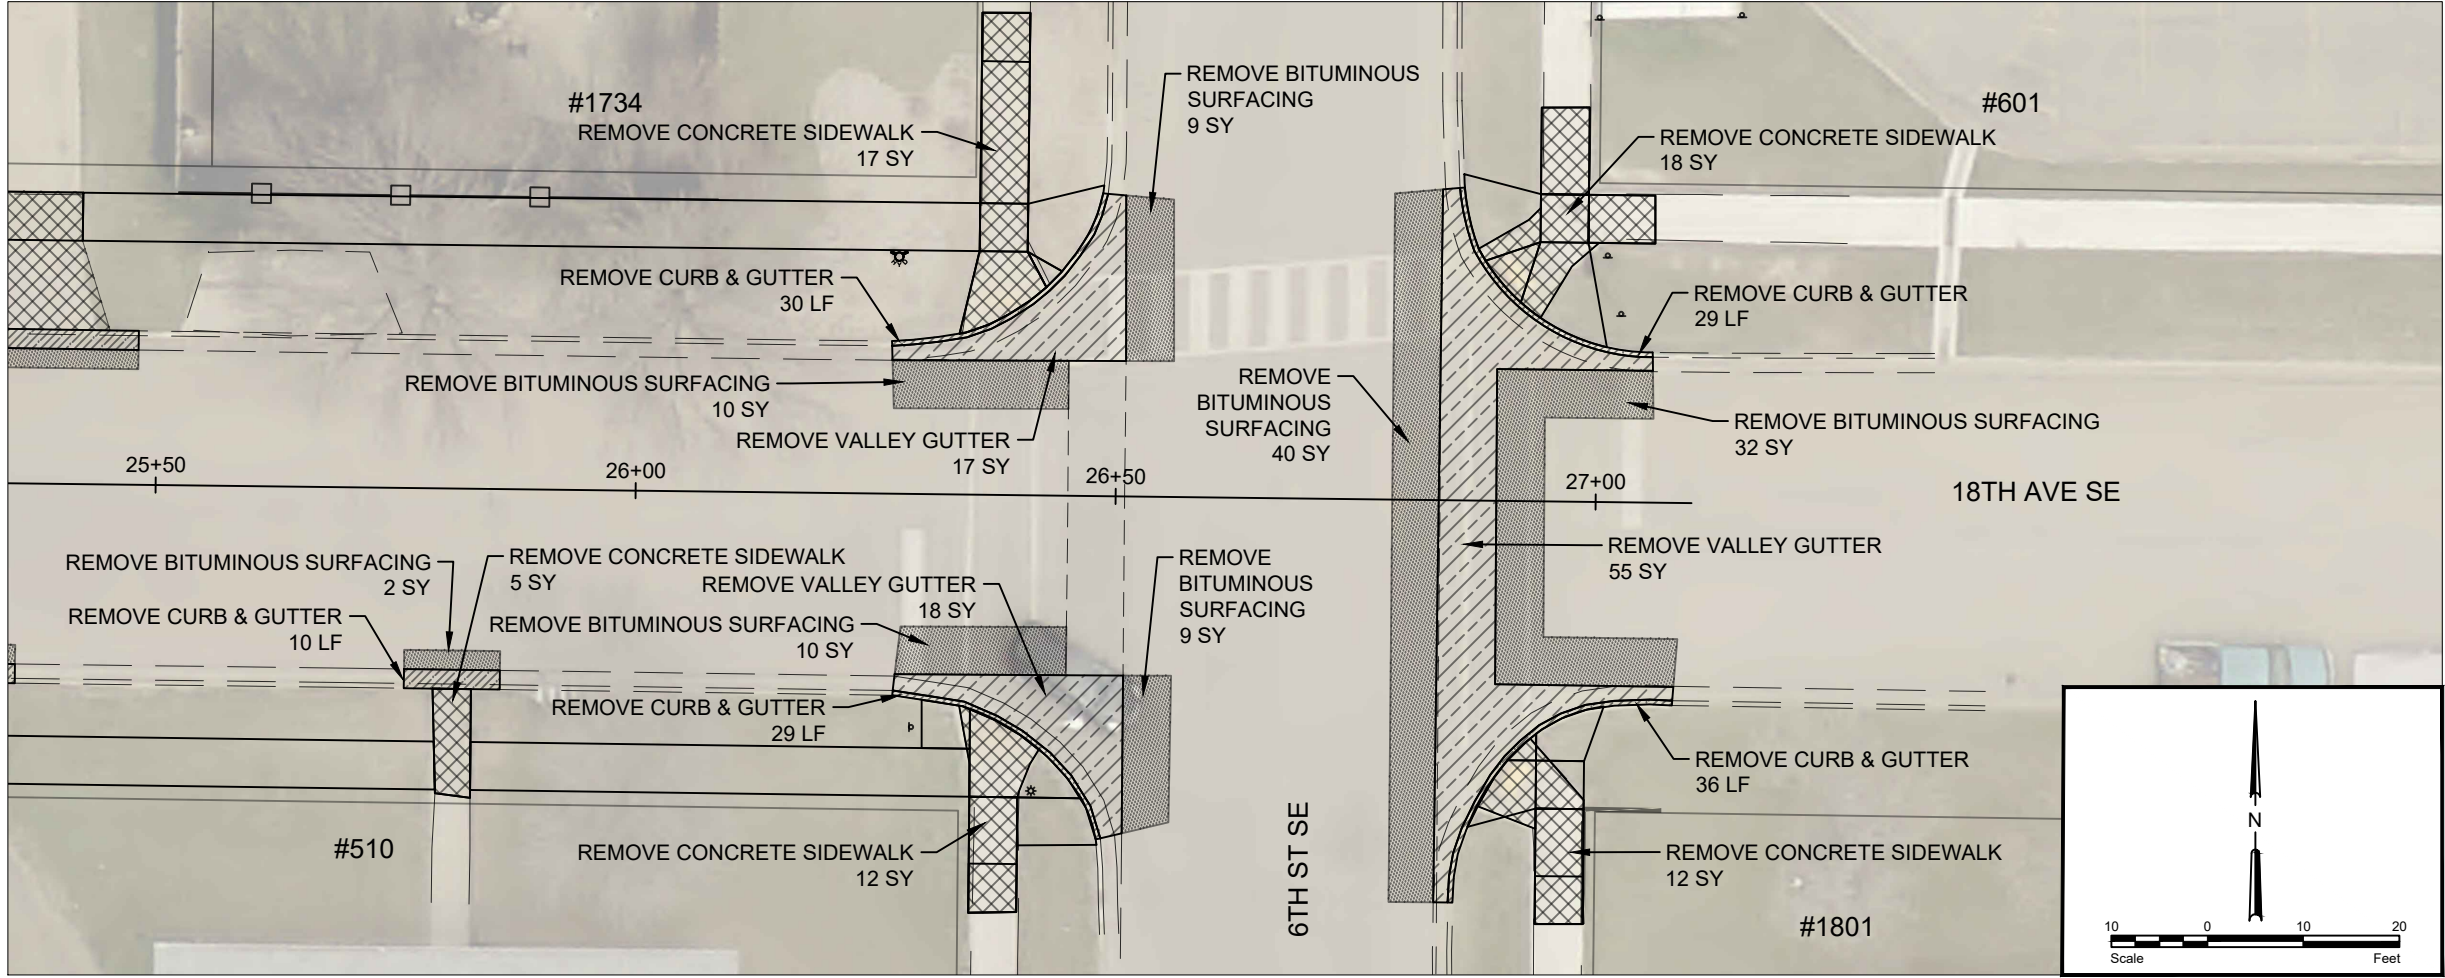 #1734
REMOVE CONCRETE SIDEWALK
17 SY
REMOVE BITUMINOUS
SURFACING
9 SY
#601
REMOVE CONCRETE SIDEWALK
18 SY
REMOVE CURB & GUTTER
30 LF
REMOVE CURB & GUTTER
29 LF
REMOVE BITUMINOUS SURFACING
10 SY
REMOVE
BITUMINOUS
SURFACING
40 SY
REMOVE BITUMINOUS SURFACING
32 SY
REMOVE VALLEY GUTTER
17 SY
25+50
26+00
26+50
27+00
18TH AVE SE
REMOVE BITUMINOUS SURFACING
2 SY
REMOVE CONCRETE SIDEWALK
5 SY
REMOVE VALLEY GUTTER
18 SY
REMOVE
BITUMINOUS
SURFACING
9 SY
REMOVE VALLEY GUTTER
55 SY
REMOVE CURB & GUTTER
10 LF
REMOVE BITUMINOUS SURFACING
10 SY
REMOVE CURB & GUTTER
29 LF
REMOVE CURB & GUTTER
36 LF
#510
REMOVE CONCRETE SIDEWALK
12 SY
6TH ST SE
REMOVE CONCRETE SIDEWALK
12 SY
#1801
N
10 0 10 20
Scale Feet